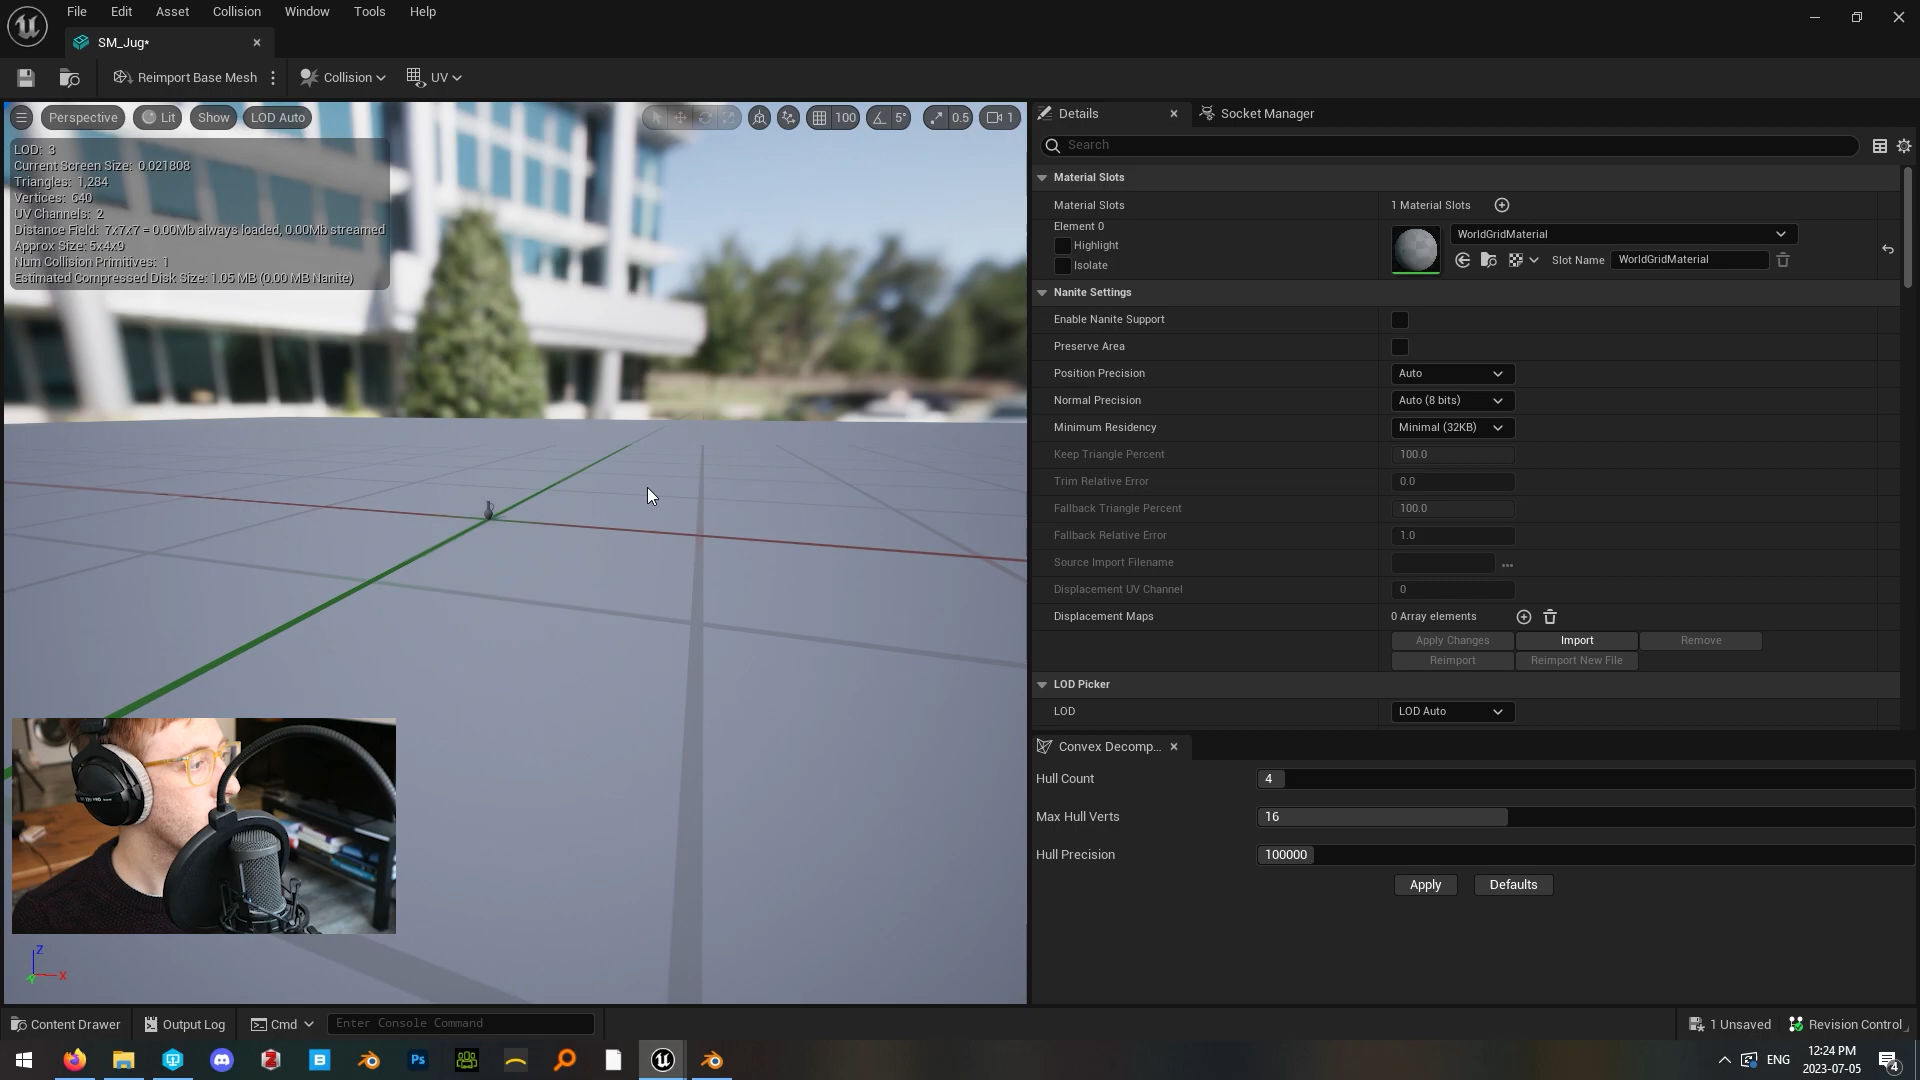 File Edit Asset Collision Window Tools Help
SM_Jug*
Reimport Base Mesh Collision UV
Perspective Lit Show LOD Auto 100 5° 0.5 1
LOD: 3
Current Screen Size: 0.021808
Triangles: 1,284
Vertices: 640
UV Channels: 2
Distance Field: 7x7x7 = 0.00Mb always loaded, 0.00Mb streamed
Approx Size: 5x4x9
Num Collision Primitives: 1
Estimated Compressed Disk Size: 1.05 MB (0.00 MB Nanite)
Z
X
Y
Details Socket Manager
Search
Material Slots
Material Slots 1 Material Slots
Element 0
Highlight
Isolate
WorldGridMaterial
Slot Name WorldGridMaterial
Nanite Settings
Enable Nanite Support
Preserve Area
Position Precision Auto
Normal Precision Auto (8 bits)
Minimum Residency Minimal (32KB)
Keep Triangle Percent 100.0
Trim Relative Error 0.0
Fallback Triangle Percent 100.0
Fallback Relative Error 1.0
Source Import Filename ...
Displacement UV Channel 0
Displacement Maps 0 Array elements
Apply Changes Import Remove
Reimport Reimport New File
LOD Picker
LOD LOD Auto
Convex Decomp...
Hull Count 4
Max Hull Verts 16
Hull Precision 100000
Apply Defaults
Content Drawer Output Log Cmd Enter Console Command 1 Unsaved Revision Control
Ps
ENG
12:24 PM
2023-07-05
4